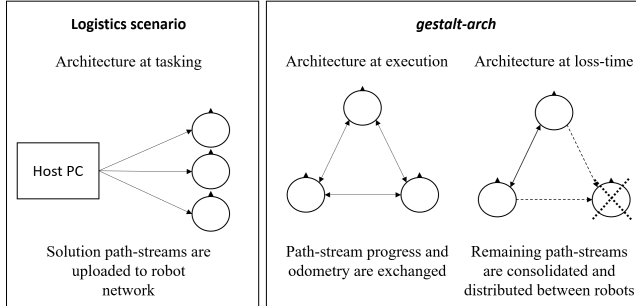 Logistics scenario
Architecture at tasking
Host PC
Solution path-streams are
uploaded to robot
network
gestalt-arch
Architecture at execution
Path-stream progress and
odometry are exchanged
Architecture at loss-time
Remaining path-streams
are consolidated and
distributed between robots